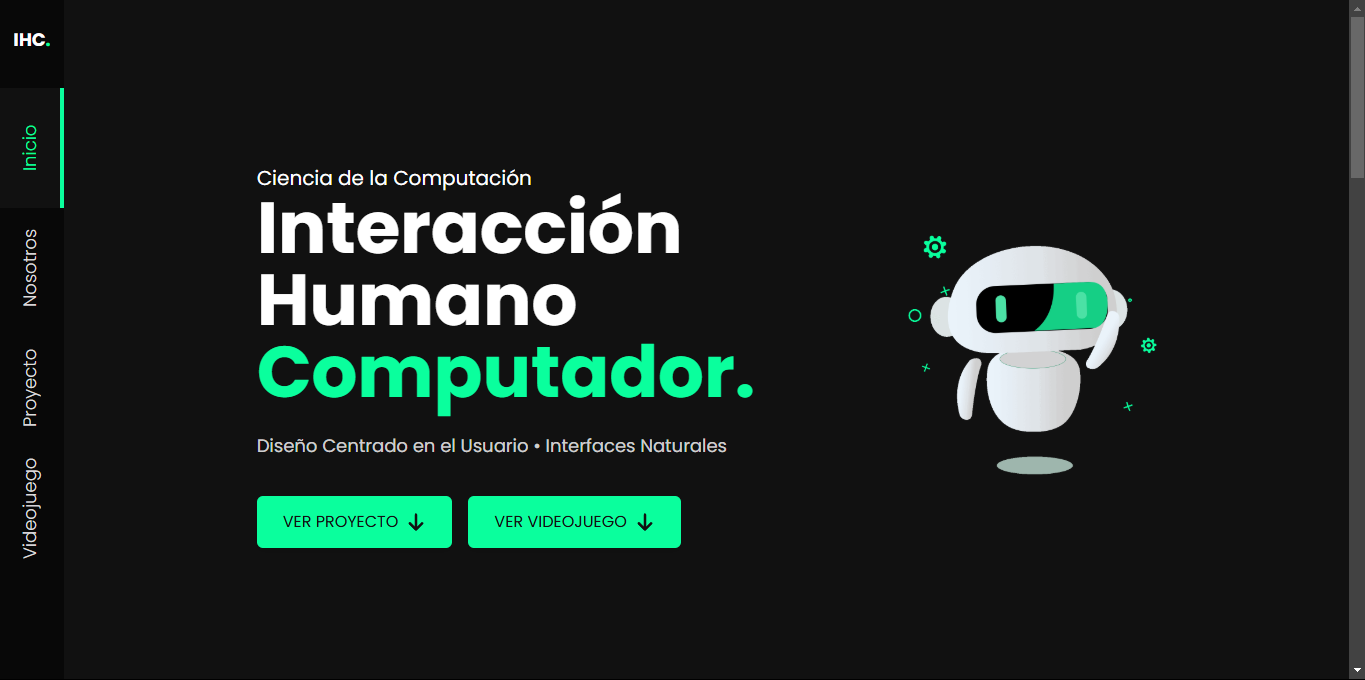 IHC.
Inicio
Nosotros
Proyecto
Videojuego
Ciencia de la Computación
Interacción
Humano
Computador.
Diseño Centrado en el Usuario • Interfaces Naturales
VER PROYECTO
VER VIDEOJUEGO